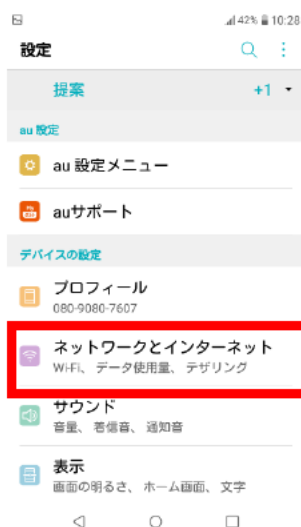 42% 10:28
設定
提案 +1
au 設定
au 設定メニュー
auサポート
デバイスの設定
プロフィール
080-9080-7607
ネットワークとインターネット
Wi-Fi、 データ使用量、 テザリング
サウンド
音量、 着信音、 通知音
表示
画面の明るさ、 ホーム画面、 文字